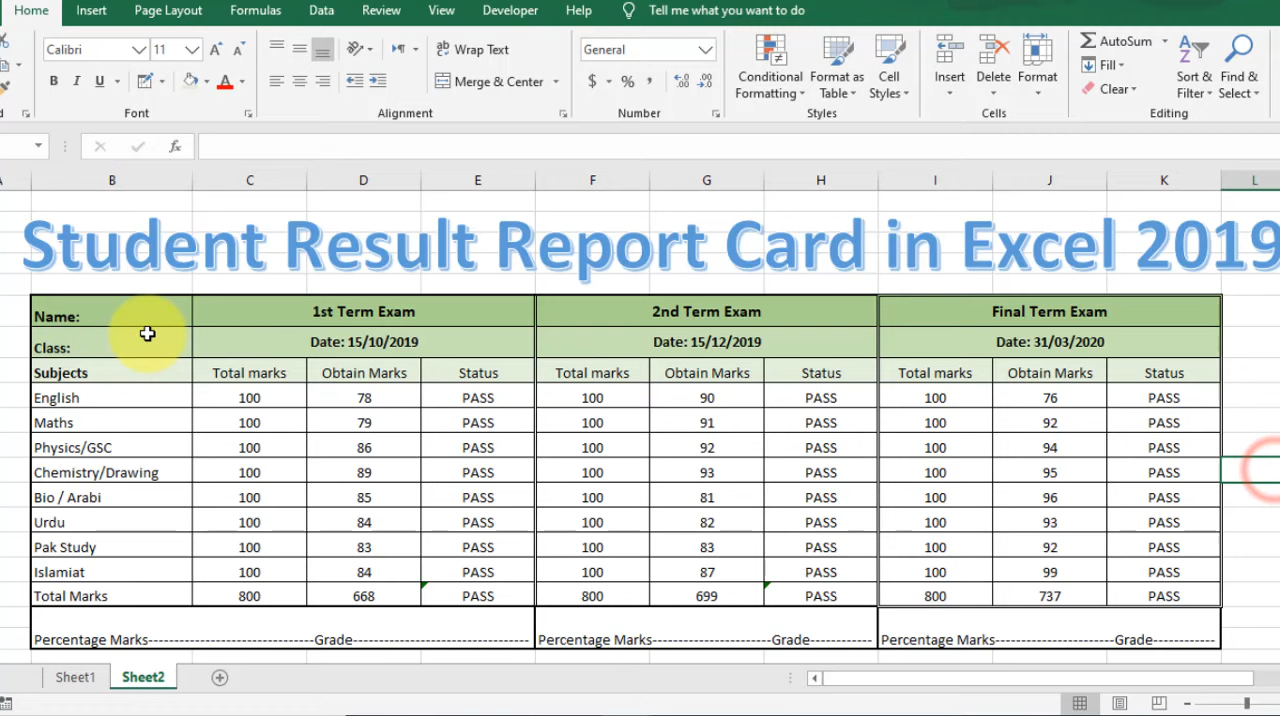 Home Insert Page Layout Formulas Data Review View Developer Help Tell me what you want to do
Calibri 11 A A Wrap Text General Conditional Formatting Format as Table Cell Styles Insert Delete Format AutoSum Fill Clear Sort & Filter Find & Select
B I U A Merge & Center $ % ,
Font Alignment Number Styles Cells Editing
fx
B C D E F G H I J K L
Student Result Report Card in Excel 2019
Name: 1st Term Exam 2nd Term Exam Final Term Exam
Class: Date: 15/10/2019 Date: 15/12/2019 Date: 31/03/2020
Subjects Total marks Obtain Marks Status Total marks Obtain Marks Status Total marks Obtain Marks Status
English 100 78 PASS 100 90 PASS 100 76 PASS
Maths 100 79 PASS 100 91 PASS 100 92 PASS
Physics/GSC 100 86 PASS 100 92 PASS 100 94 PASS
Chemistry/Drawing 100 89 PASS 100 93 PASS 100 95 PASS
Bio / Arabi 100 85 PASS 100 81 PASS 100 96 PASS
Urdu 100 84 PASS 100 82 PASS 100 93 PASS
Pak Study 100 83 PASS 100 83 PASS 100 92 PASS
Islamiat 100 84 PASS 100 87 PASS 100 99 PASS
Total Marks 800 668 PASS 800 699 PASS 800 737 PASS
Percentage Marks--------------------------------Grade---------------------------------- Percentage Marks-----------------------Grade----------- Percentage Marks-----------------------Grade-----------
Sheet1 Sheet2